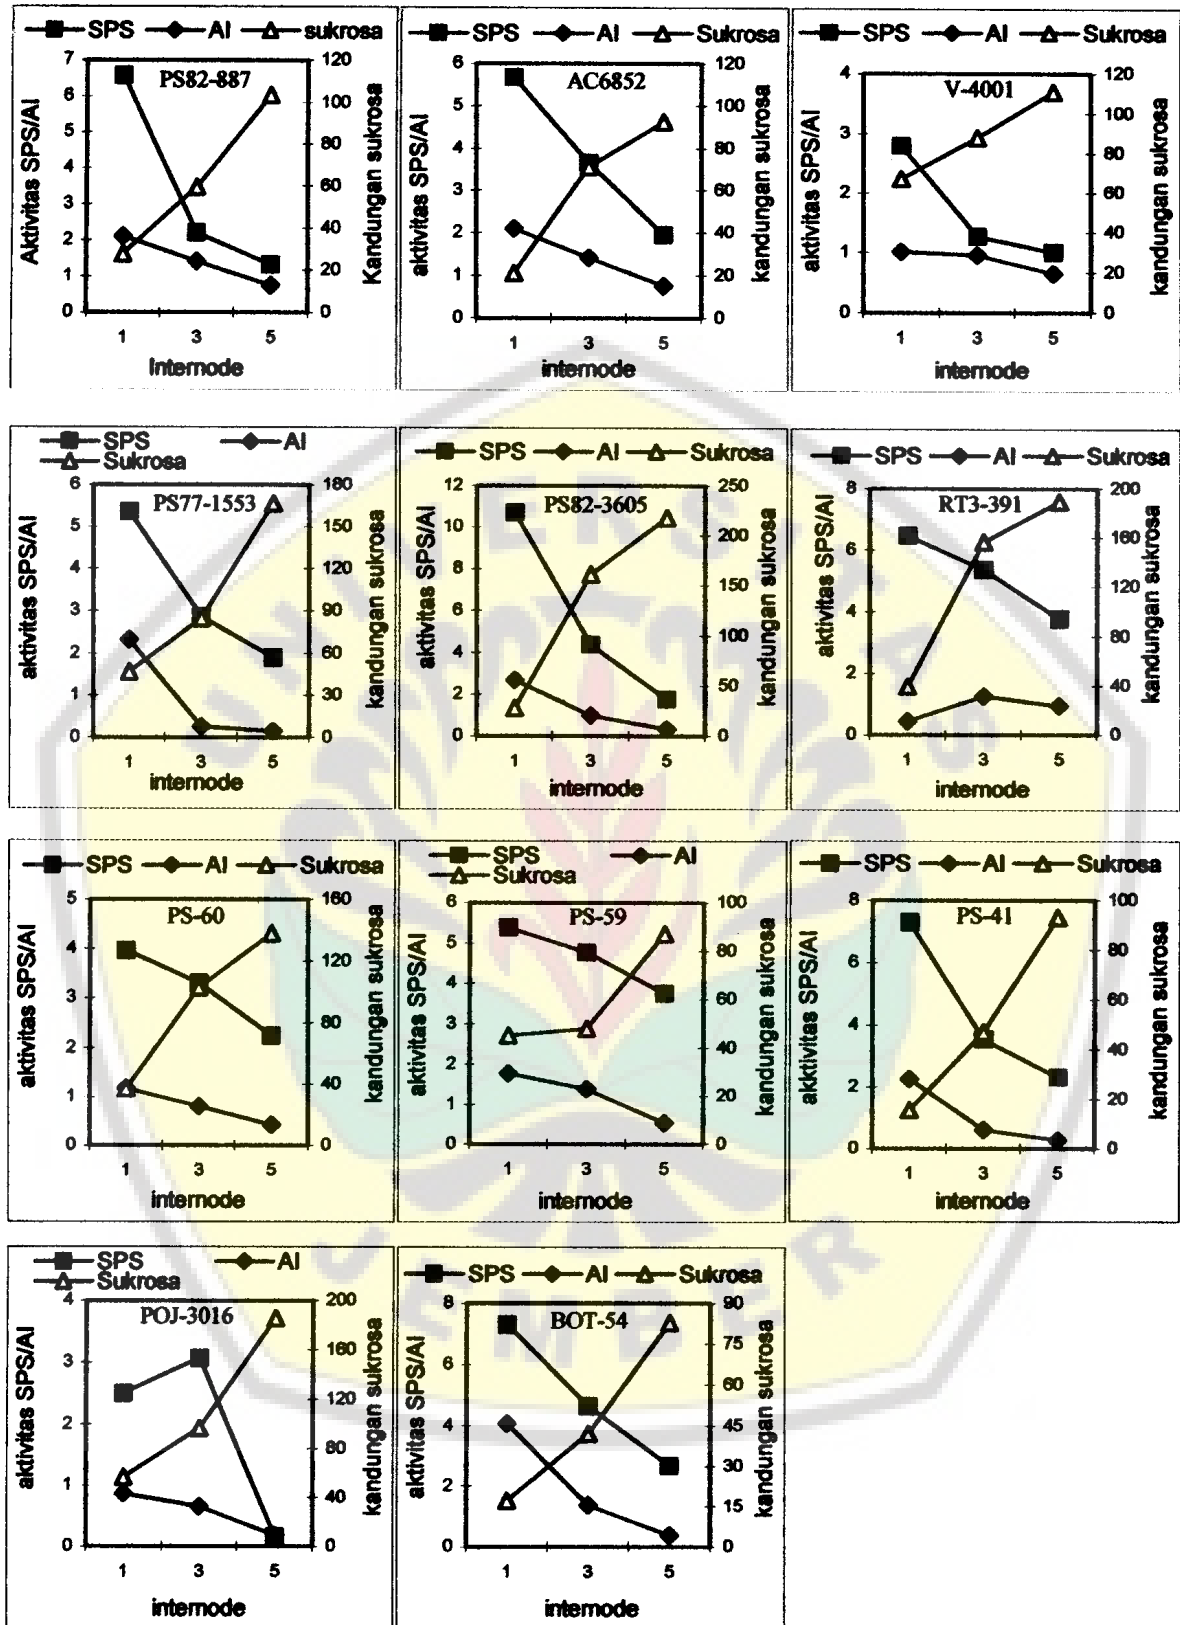 SPS AI sukrosa
PS82-887
Aktivitas SPS/AI
7
6
5
4
3
2
1
0
120
100
80
60
40
20
0
Kandungan sukrosa
1 3 5
Internode
SPS AI Sukrosa
AC6852
aktivitas SPS/AI
6
5
4
3
2
1
0
120
100
80
60
40
20
0
kandungan sukrosa
1 3 5
internode
SPS AI Sukrosa
V-4001
aktivitas SPS/AI
4
3
2
1
0
120
100
80
60
40
20
0
kandungan sukrosa
1 3 5
internode
SPS AI
Sukrosa
PS77-1553
aktivitas SPS/AI
6
5
4
3
2
1
0
180
150
120
90
60
30
0
kandungan sukrosa
1 3 5
internode
SPS AI Sukrosa
PS82-3605
aktivitas SPS/AI
12
10
8
6
4
2
0
250
200
150
100
50
0
kandungan sukrosa
1 3 5
internode
SPS AI Sukrosa
RT3-391
aktivitas SPS/AI
8
6
4
2
0
200
160
120
80
40
0
kandungan sukrosa
1 3 5
internode
SPS AI Sukrosa
PS-60
aktivitas SPS/AI
5
4
3
2
1
0
160
120
80
40
0
kandungan sukrosa
1 3 5
internode
SPS AI
Sukrosa
PS-59
aktivitas SPS/AI
6
5
4
3
2
1
0
100
80
60
40
20
0
kandungan sukrosa
1 3 5
internode
SPS AI Sukrosa
PS-41
akktivitas SPS/AI
8
6
4
2
0
100
80
60
40
20
0
kandungan sukrosa
1 3 5
internode
SPS AI
Sukrosa
POJ-3016
aktivitas SPS/AI
4
3
2
1
0
200
160
120
80
40
0
kandungan sukrosa
1 3 5
internode
SPS AI Sukrosa
BOT-54
aktivitas SPS/AI
8
6
4
2
0
90
75
60
45
30
15
0
kandungan sukrosa
1 3 5
internode
UNIVERSITAS
JEMBER